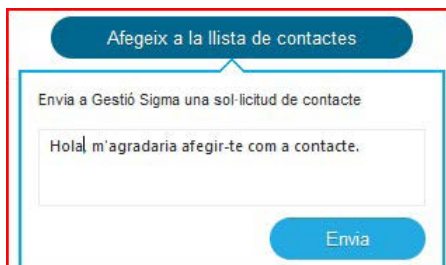 Afegeix a la llista de contactes
Envia a Gestió Sigma una sol·licitud de contacte
Hola, m'agradaria afegir-te com a contacte.
Envia